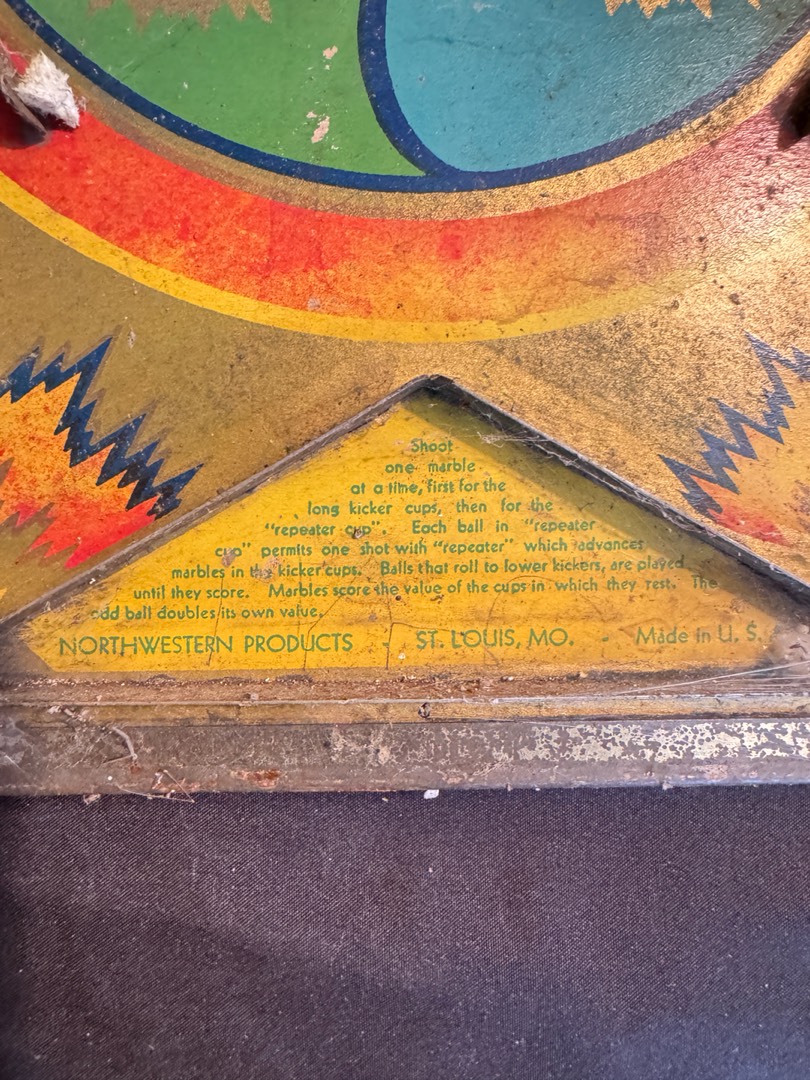 Shoot
one marble
at a time, first for the
long kicker cups, then for the
"repeater cup". Each ball in "repeater
cup" permits one shot with "repeater" which advances
marbles in the kicker cups. Balls that roll to lower kickers, are played
until they score. Marbles score the value of the cups in which they rest. The
odd ball doubles its own value.
NORTHWESTERN PRODUCTS - ST. LOUIS, MO. - Made in U. S.